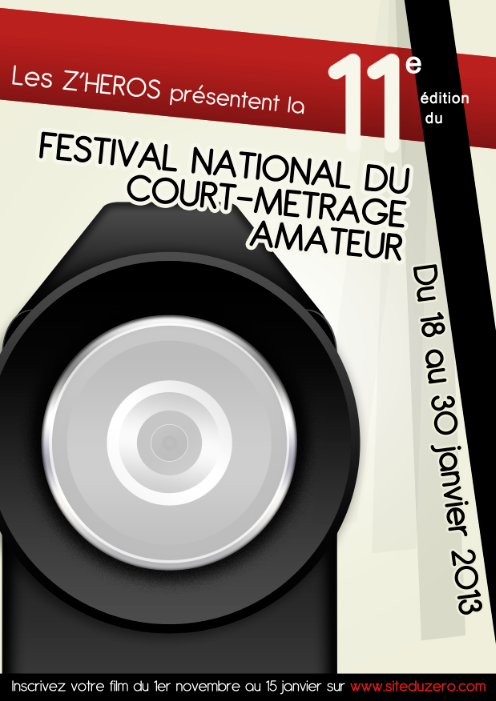 Les Z'HEROS présentent la
11e
édition
du
FESTIVAL NATIONAL DU
COURT-METRAGE
AMATEUR
Du 18 au 30 janvier 2013
Inscrivez votre film du 1er novembre au 15 janvier sur www.siteduzero.com